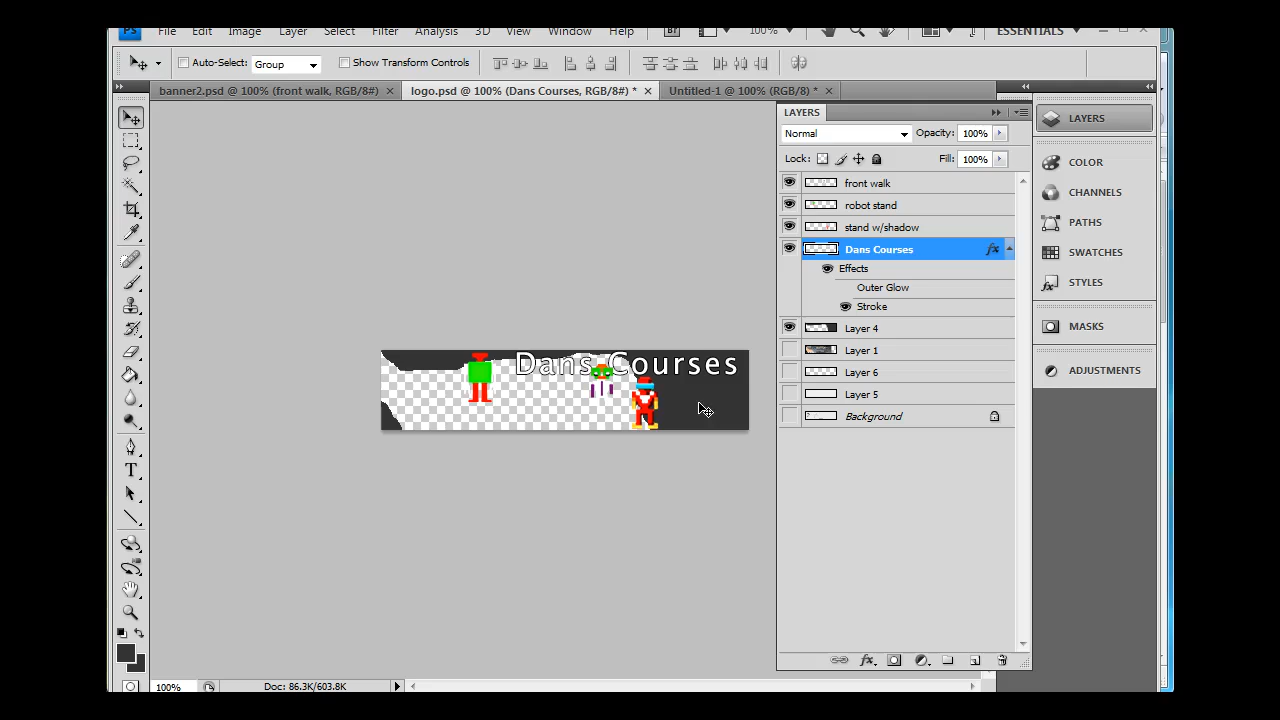 Ps File Edit Image Layer Select Filter Analysis 3D View Window Help Br 100% ESSENTIALS
Auto-Select: Group Show Transform Controls
banner2.psd @ 100% (front walk, RGB/8#) × logo.psd @ 100% (Dans Courses, RGB/8#) * × Untitled-1 @ 100% (RGB/8) * ×
LAYERS
Normal Opacity: 100%
Lock: Fill: 100%
front walk
robot stand
stand w/shadow
Dans Courses fx
Effects
Outer Glow
Stroke
Layer 4
Layer 1
Layer 6
Layer 5
Background
LAYERS
COLOR
CHANNELS
PATHS
SWATCHES
STYLES
MASKS
ADJUSTMENTS
Dans Courses
T
fx
100% Doc: 86.3K/603.8K